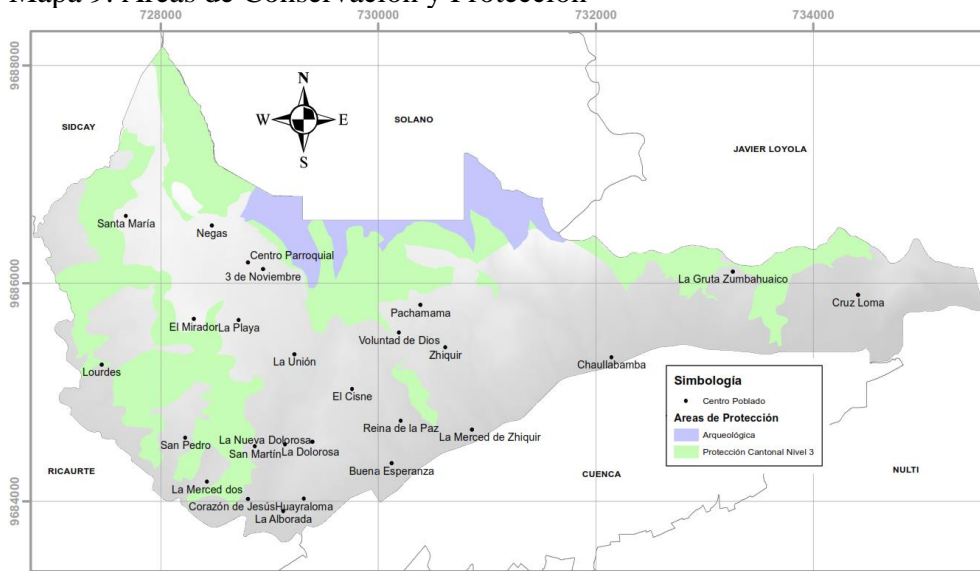 Mapa 9: Áreas de Conservación y Protección
728000
730000
732000
734000
9688000
9686000
9684000
N
W
E
S
SIDCAY
SOLANO
JAVIER LOYOLA
Santa María
Negas
Centro Parroquial
3 de Noviembre
La Gruta Zumbahuaico
Cruz Loma
Pachamama
El Mirador
La Playa
Voluntad de Dios
Zhiquir
La Unión
Chaullabamba
Lourdes
El Cisne
Reina de la Paz
La Merced de Zhiquir
San Pedro
La Nueva Dolorosa
San Martín
La Dolorosa
Buena Esperanza
RICAURTE
CUENCA
NULTI
La Merced dos
Corazón de Jesús
Huayraloma
La Alborada
Simbología
Centro Poblado
Areas de Protección
Arqueológica
Protección Cantonal Nivel 3